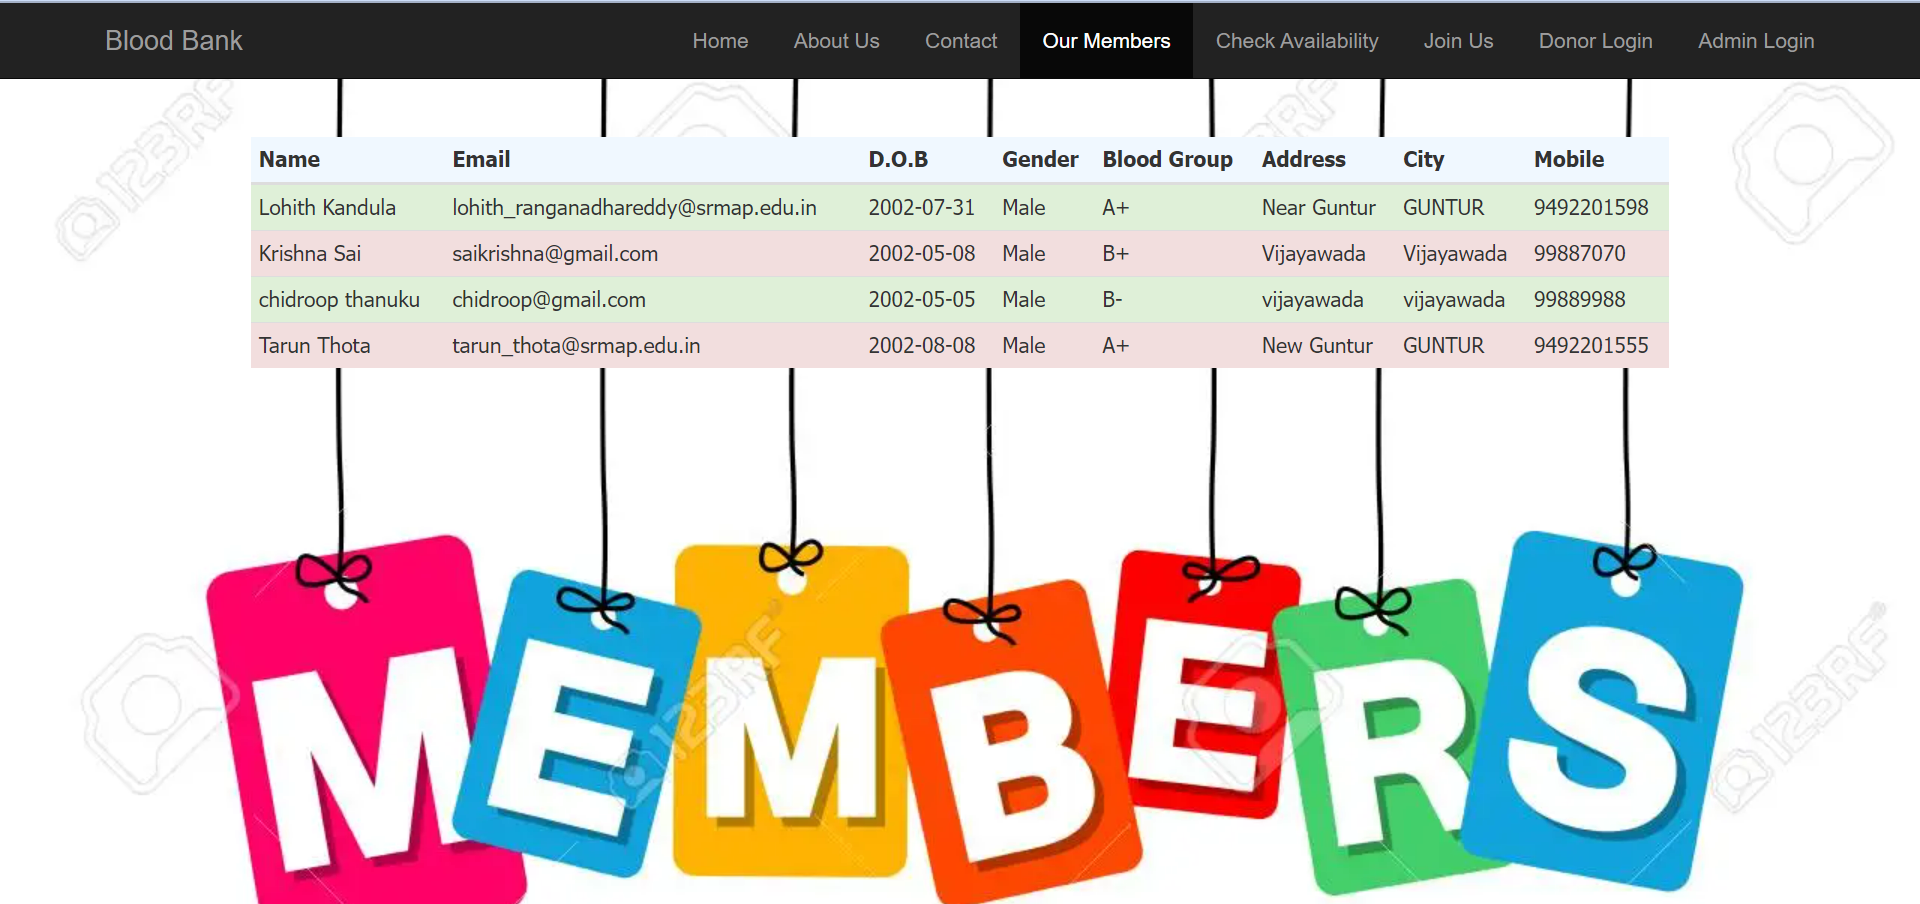 Blood Bank Home About Us Contact Our Members Check Availability Join Us Donor Login Admin Login
Name Email D.O.B Gender Blood Group Address City Mobile
Lohith Kandula lohith_ranganadhareddy@srmap.edu.in 2002-07-31 Male A+ Near Guntur GUNTUR 9492201598
Krishna Sai saikrishna@gmail.com 2002-05-08 Male B+ Vijayawada Vijayawada 99887070
chidroop thanuku chidroop@gmail.com 2002-05-05 Male B- vijayawada vijayawada 99889988
Tarun Thota tarun_thota@srmap.edu.in 2002-08-08 Male A+ New Guntur GUNTUR 9492201555
MEMBERS
123RF
123RF
123RF®
123RF®